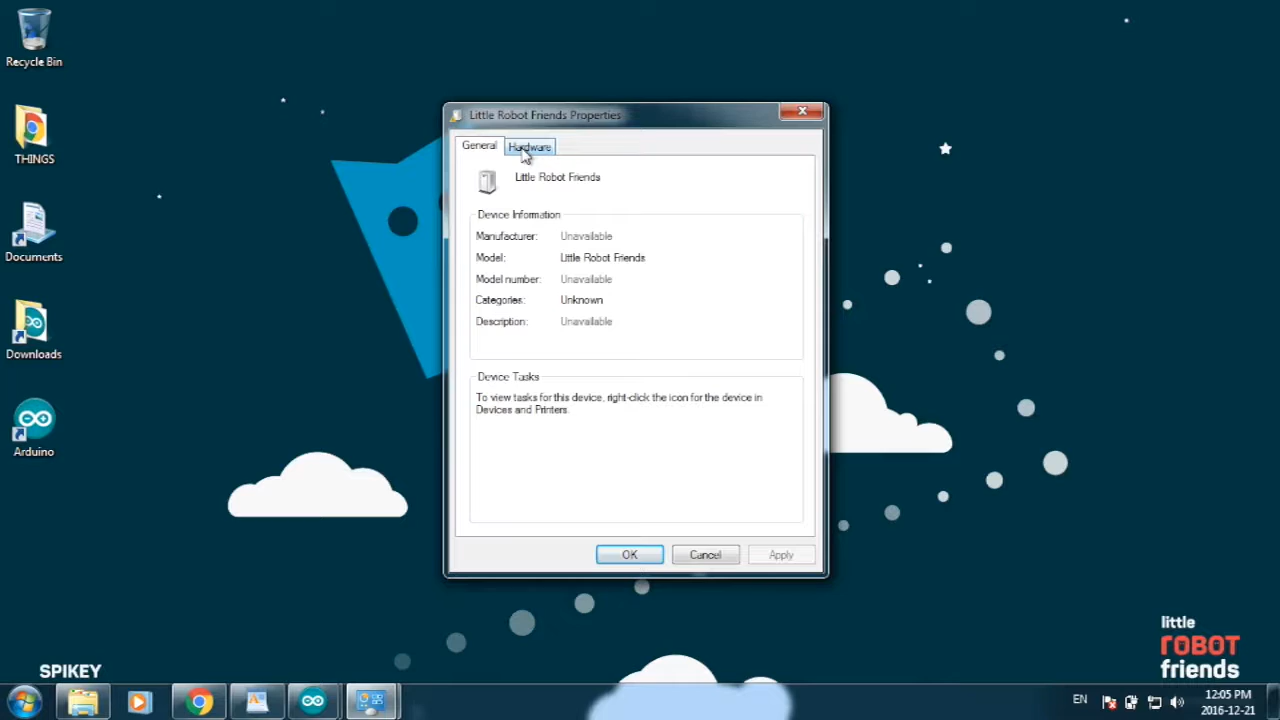 Recycle Bin
THINGS
Documents
Downloads
Arduino
Little Robot Friends Properties
General
Hardware
Little Robot Friends
Device Information
Manufacturer: Unavailable
Model: Little Robot Friends
Model number: Unavailable
Categories: Unknown
Description: Unavailable
Device Tasks
To view tasks for this device, right-click the icon for the device in
Devices and Printers.
OK
Cancel
Apply
little
ROBOT
friends
SPIKEY
EN
12:05 PM
2016-12-21